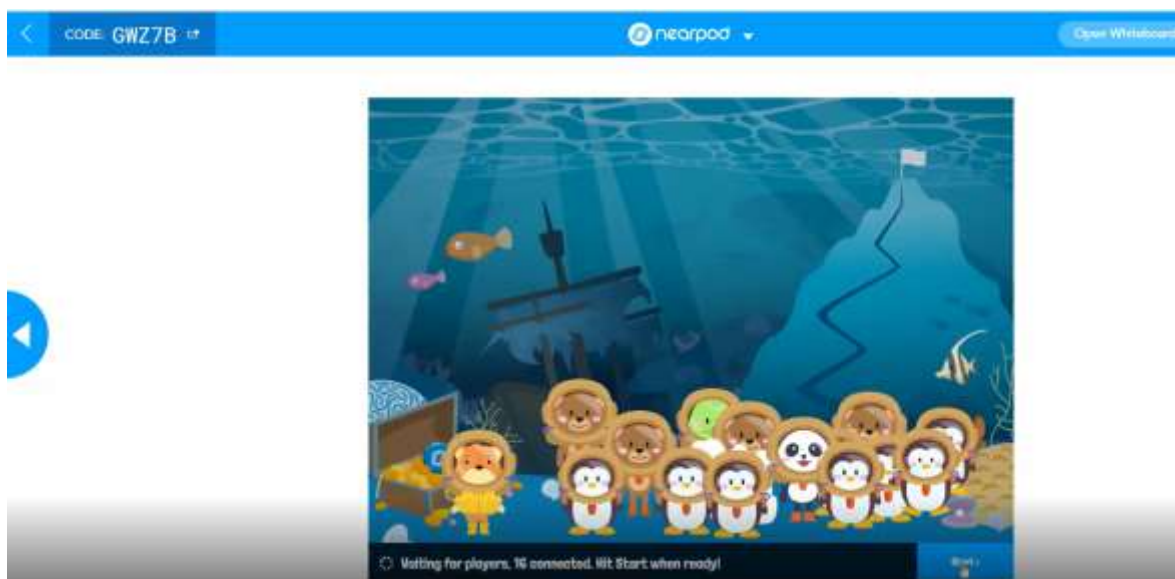 CODE: GWZ7B
nearpod
Open Whiteboard
Waiting for players, 16 connected. Hit Start when ready!
Start